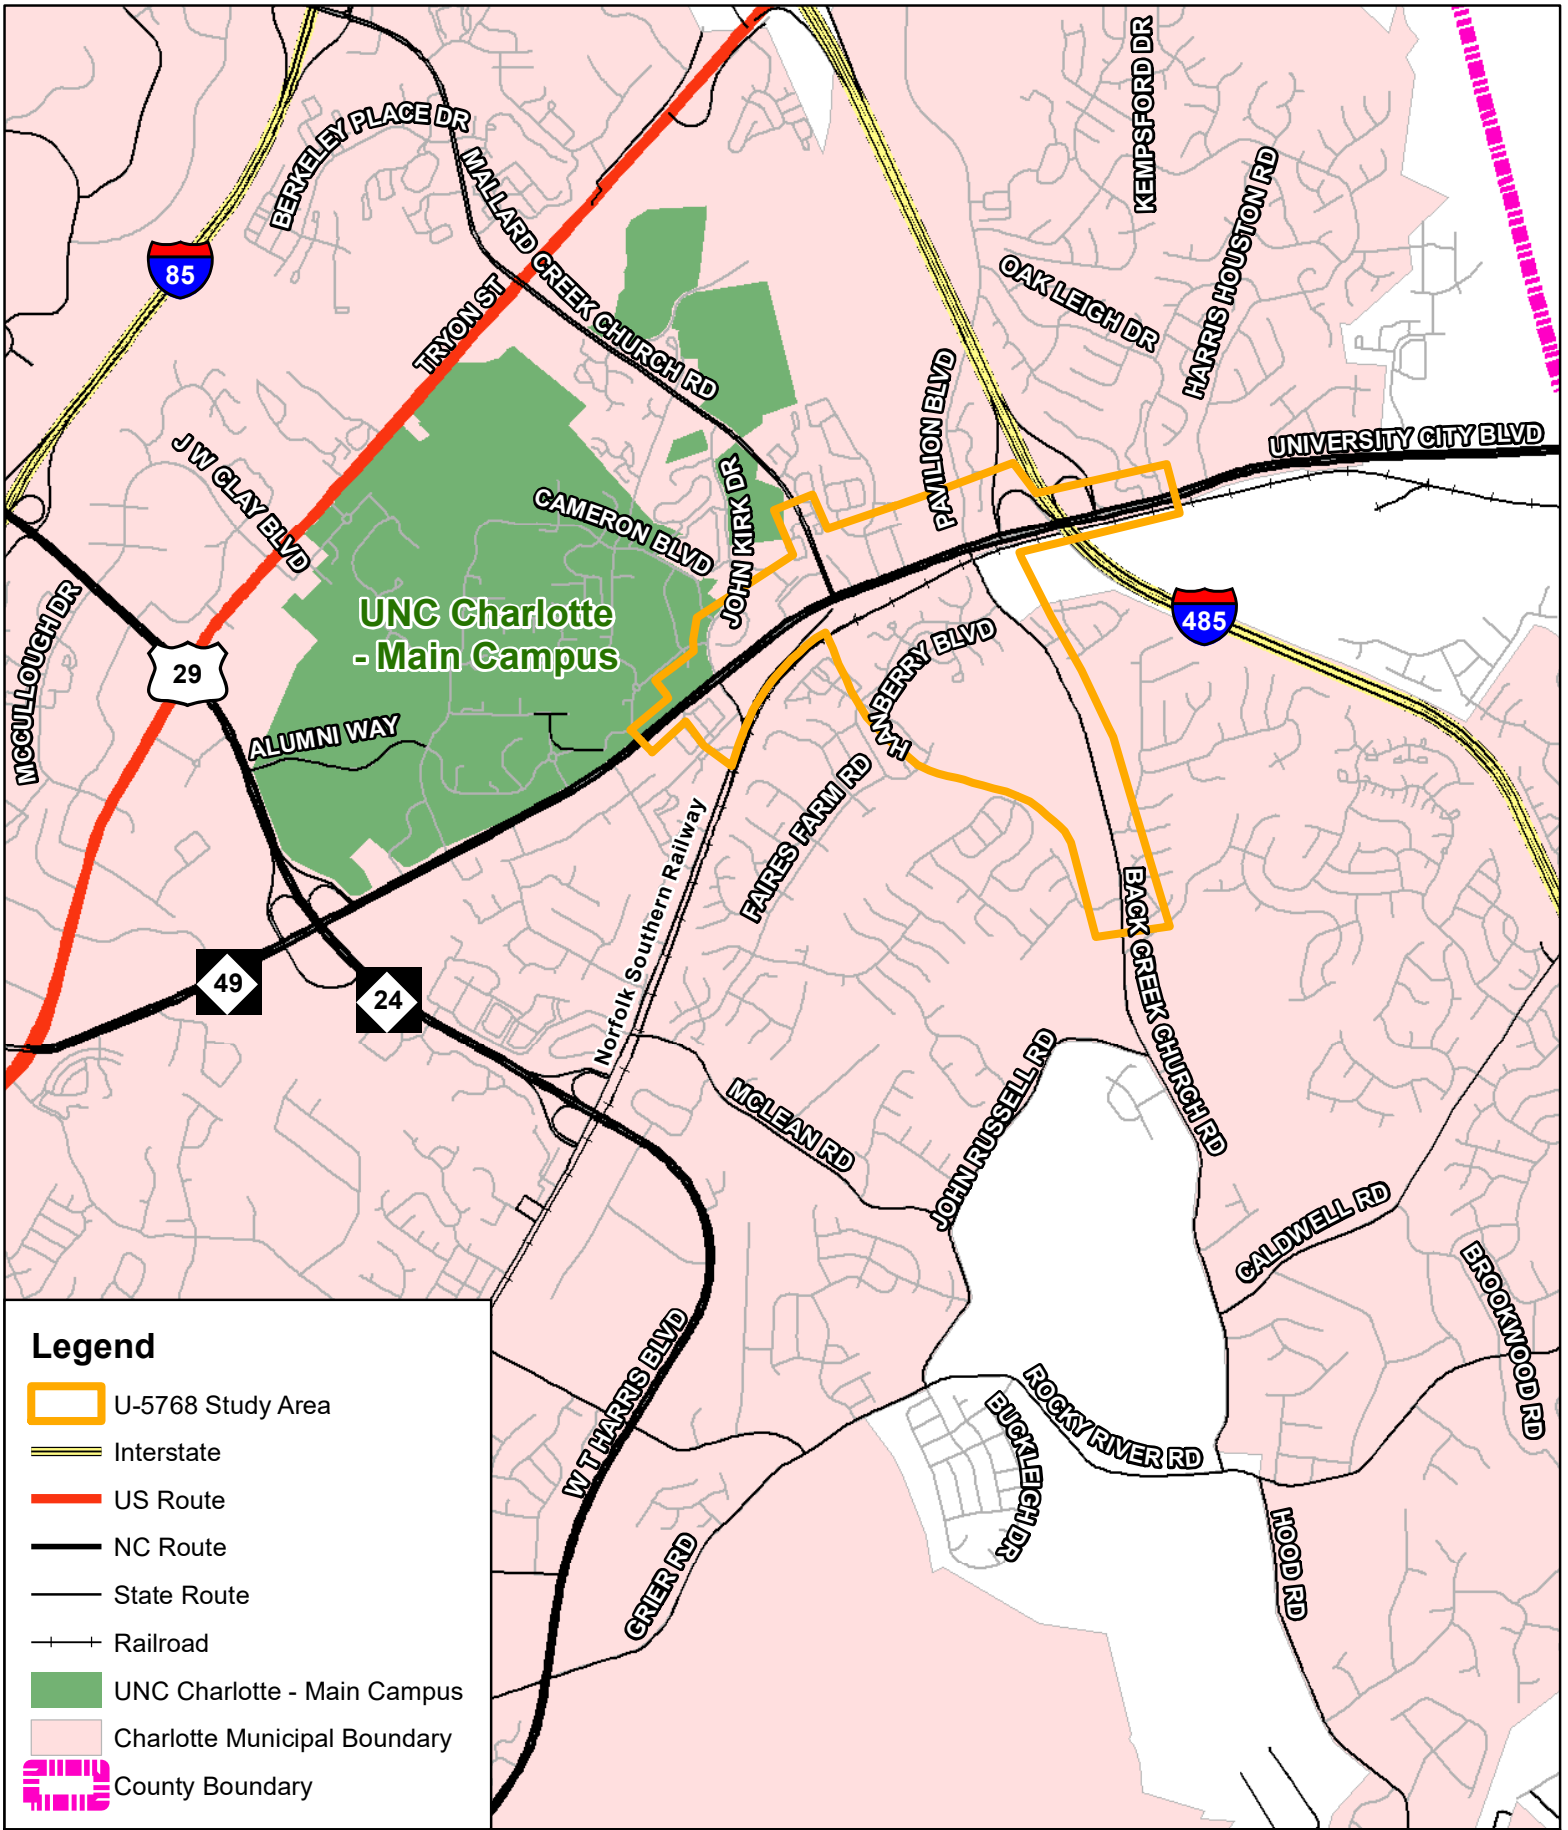 KEMPSFORD DR
BERKELEY PLACE DR
MALLARD CREEK CHURCH RD
HARRIS HOUSTON RD
OAK LEIGH DR
85
TRYON ST
PAVILION BLVD
UNIVERSITY CITY BLVD
J W CLAY BLVD
JOHN KIRK DR
CAMERON BLVD
UNC Charlotte
- Main Campus
485
MCCULLOUGH DR
29
HAMBERRY BLVD
ALUMNI WAY
FAIRES FARM RD
Norfolk Southern Railway
BACK CREEK CHURCH RD
49
24
MCLEAN RD
JOHN RUSSELL RD
CALDWELL RD
BROOKWOOD RD
W T HARRIS BLVD
ROCKY RIVER RD
BUCKLEIGH DR
GRIER RD
HOOD RD
Legend
U-5768 Study Area
Interstate
US Route
NC Route
State Route
Railroad
UNC Charlotte - Main Campus
Charlotte Municipal Boundary
County Boundary